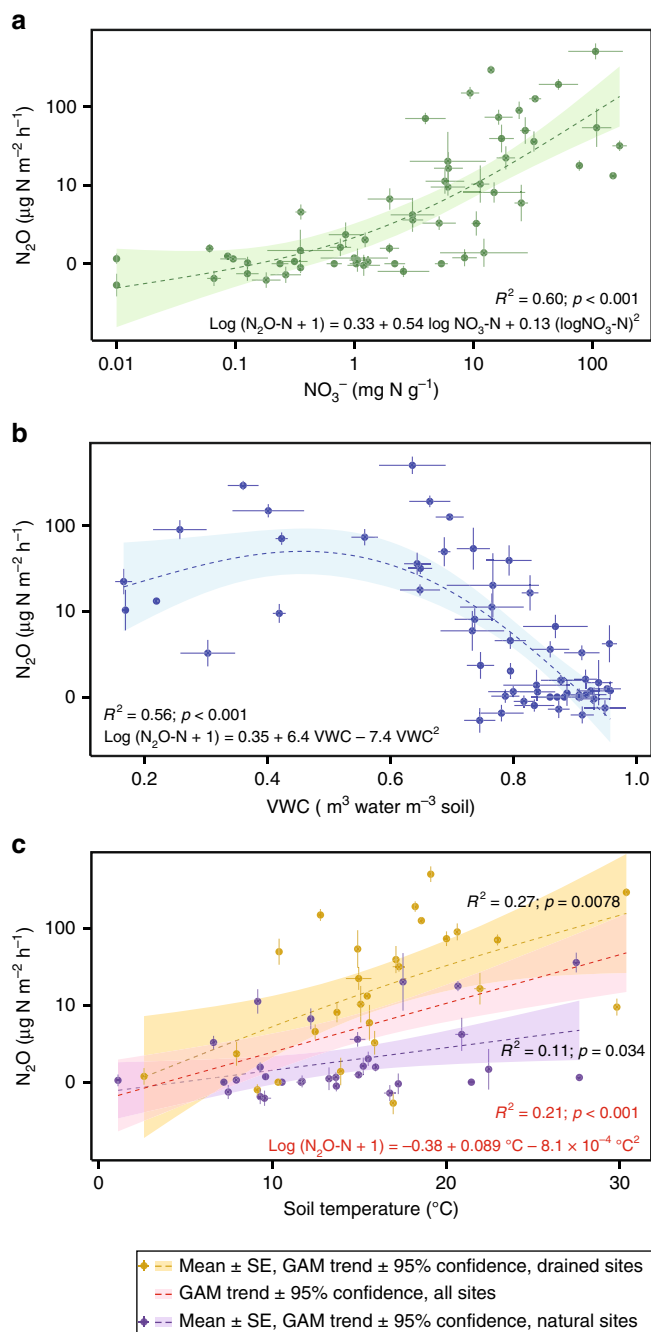 a
N₂O (μg N m⁻² h⁻¹)
100
10
0
R² = 0.60; p < 0.001
Log (N₂O-N + 1) = 0.33 + 0.54 log NO₃-N + 0.13 (logNO₃-N)²
0.01 0.1 1 10 100
NO₃⁻ (mg N g⁻¹)
b
N₂O (μg N m⁻² h⁻¹)
100
10
0
R² = 0.56; p < 0.001
Log (N₂O-N + 1) = 0.35 + 6.4 VWC – 7.4 VWC²
0.2 0.4 0.6 0.8 1.0
VWC ( m³ water m⁻³ soil)
c
N₂O (μg N m⁻² h⁻¹)
100
10
0
R² = 0.27; p = 0.0078
R² = 0.11; p = 0.034
R² = 0.21; p < 0.001
Log (N₂O-N + 1) = –0.38 + 0.089 °C – 8.1 × 10⁻⁴ °C²
0 10 20 30
Soil temperature (°C)
Mean ± SE, GAM trend ± 95% confidence, drained sites
GAM trend ± 95% confidence, all sites
Mean ± SE, GAM trend ± 95% confidence, natural sites